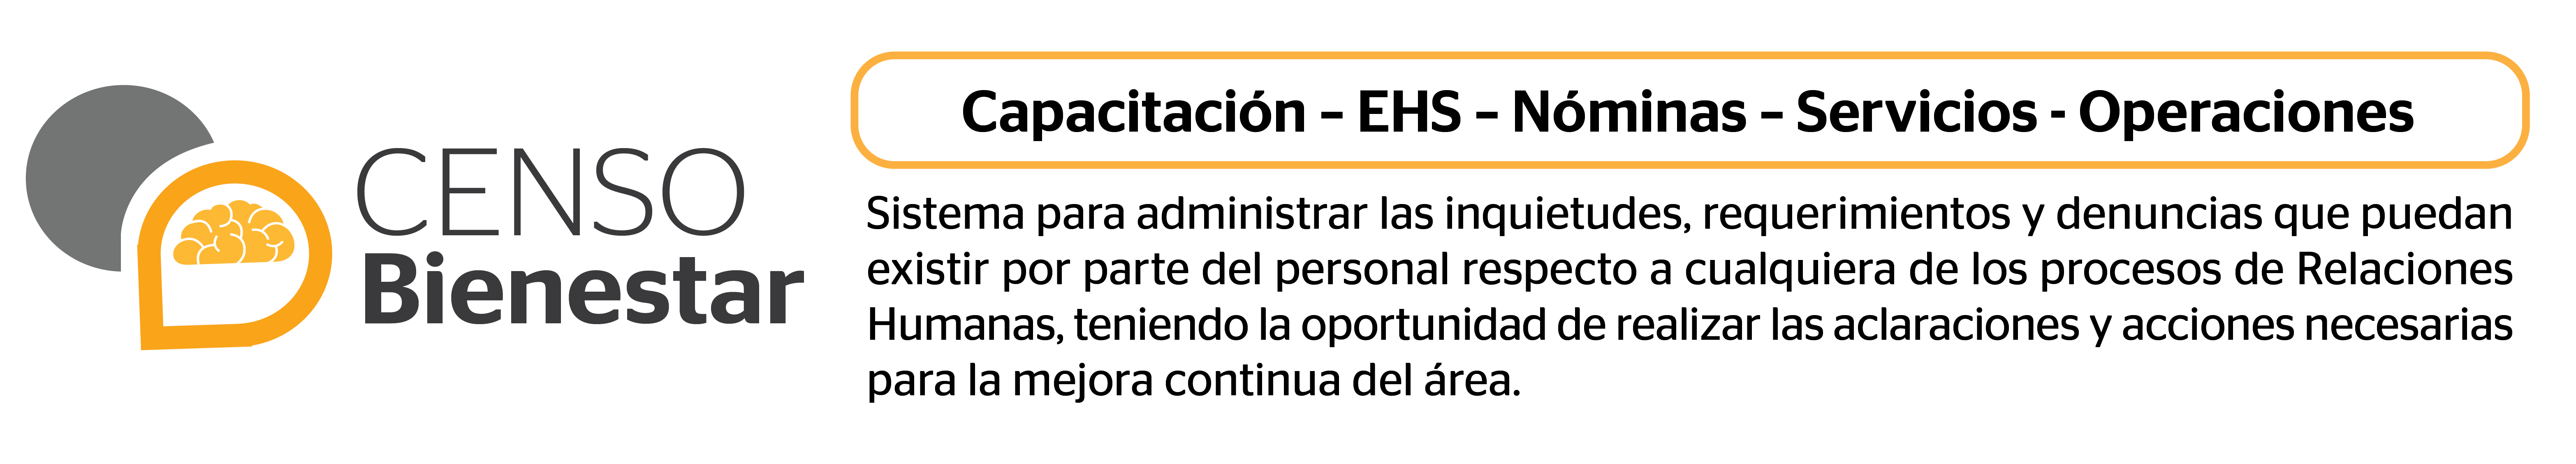 CENSO
Bienestar
Capacitación – EHS – Nóminas – Servicios - Operaciones
Sistema para administrar las inquietudes, requerimientos y denuncias que puedan
existir por parte del personal respecto a cualquiera de los procesos de Relaciones
Humanas, teniendo la oportunidad de realizar las aclaraciones y acciones necesarias
para la mejora continua del área.